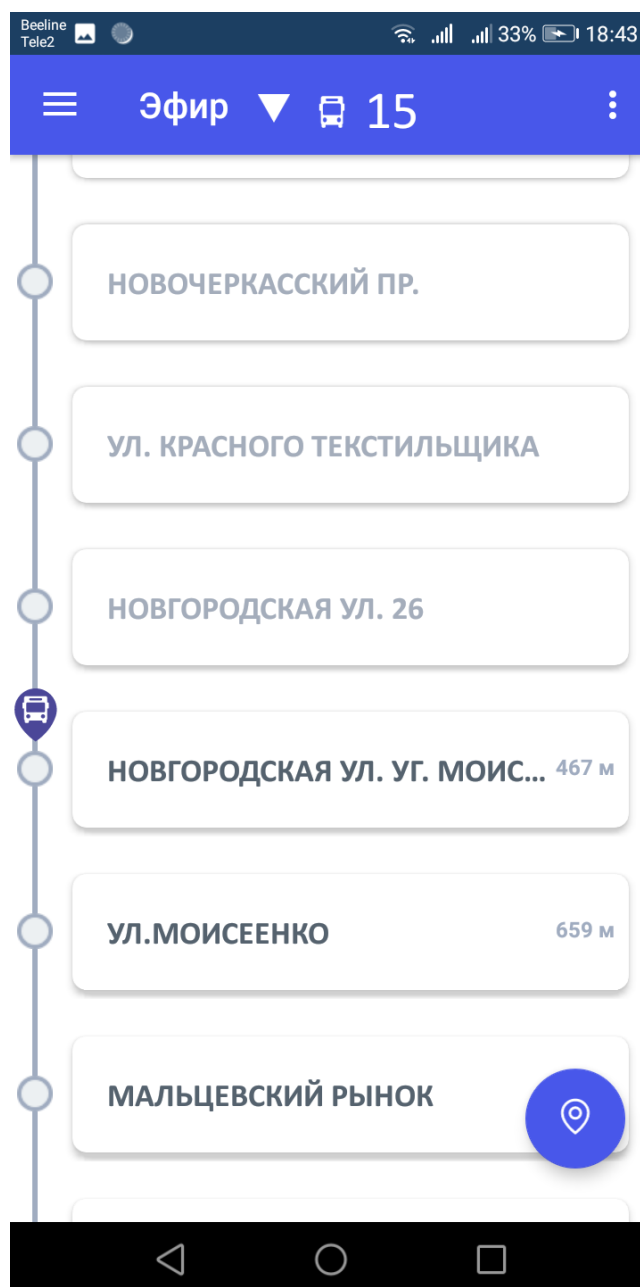 Beeline
Tele2
33% 18:43
Эфир 15
НОВОЧЕРКАССКИЙ ПР.
УЛ. КРАСНОГО ТЕКСТИЛЬЩИКА
НОВГОРОДСКАЯ УЛ. 26
НОВГОРОДСКАЯ УЛ. УГ. МОИС... 467 м
УЛ.МОИСЕЕНКО 659 м
МАЛЬЦЕВСКИЙ РЫНОК